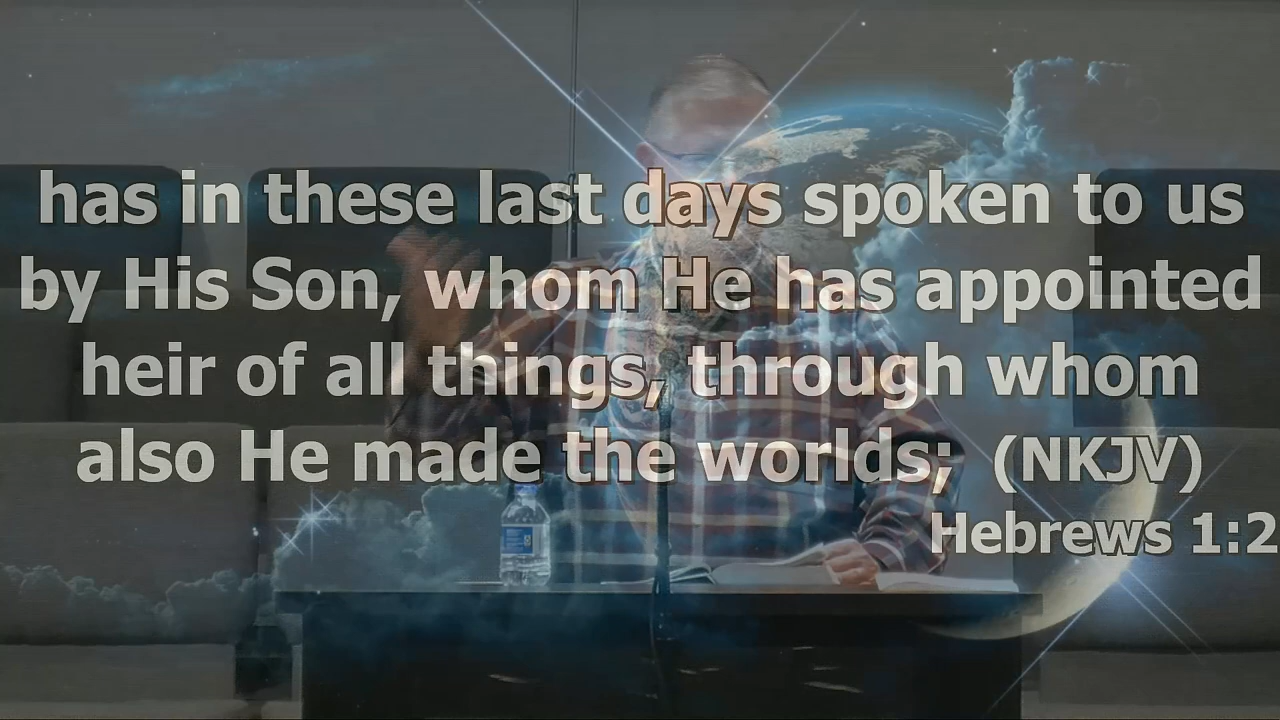 has in these last days spoken to us
by His Son, whom He has appointed
heir of all things, through whom
also He made the worlds; (NKJV)
Hebrews 1:2